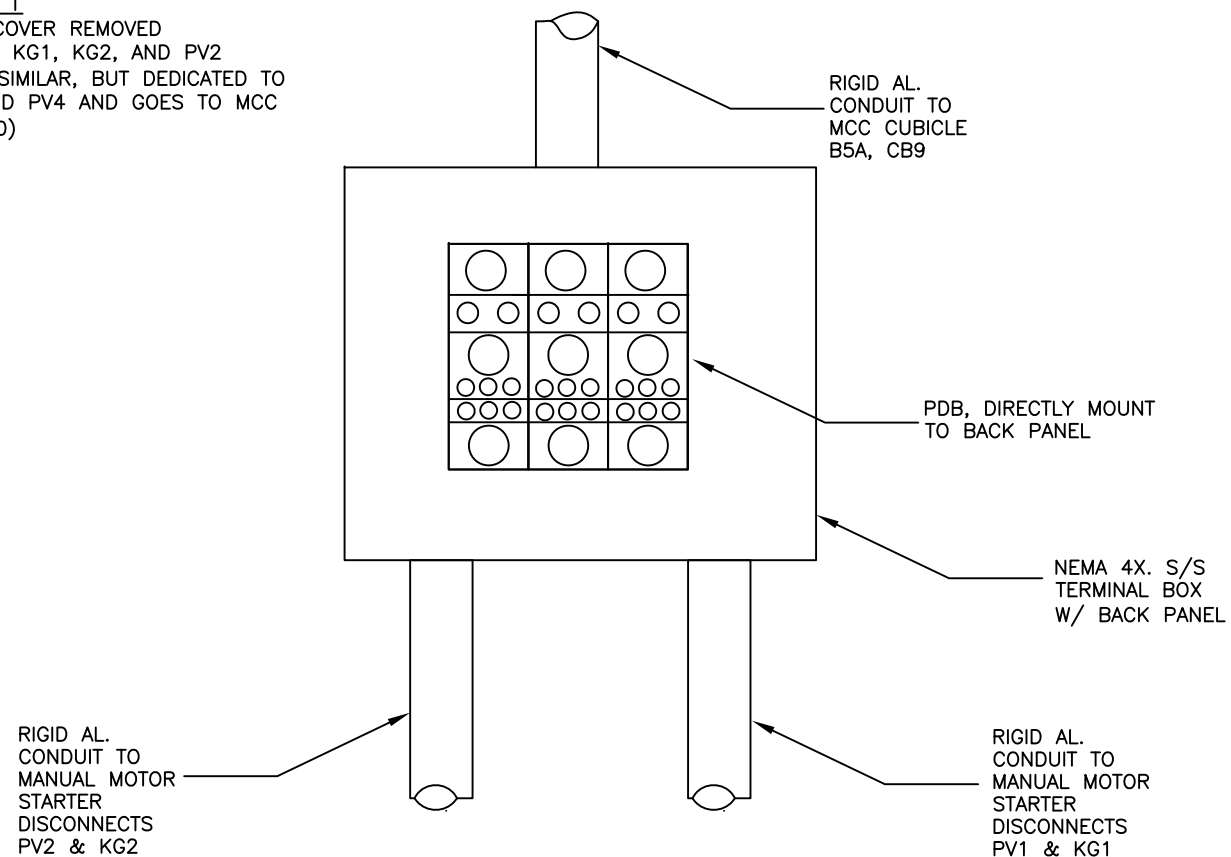 1
COVER REMOVED
KG1, KG2, AND PV2
SIMILAR, BUT DEDICATED TO
D PV4 AND GOES TO MCC
0)
RIGID AL.
CONDUIT TO
MCC CUBICLE
B5A, CB9
PDB, DIRECTLY MOUNT
TO BACK PANEL
NEMA 4X. S/S
TERMINAL BOX
W/ BACK PANEL
RIGID AL.
CONDUIT TO
MANUAL MOTOR
STARTER
DISCONNECTS
PV2 & KG2
RIGID AL.
CONDUIT TO
MANUAL MOTOR
STARTER
DISCONNECTS
PV1 & KG1